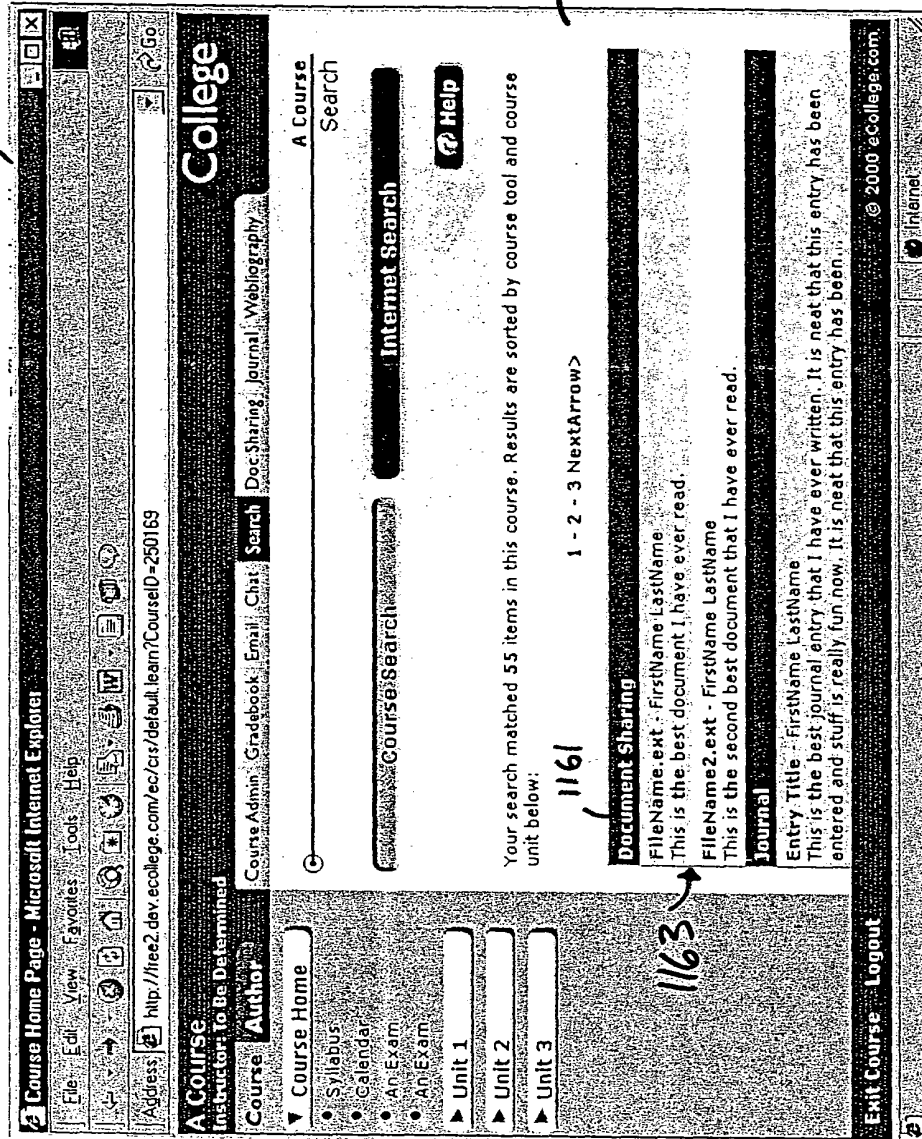 Course Home Page - Microsoft Internet Explorer
File Edit View Favorites Tools Help
Address http://free2.dav.ecollege.com/ec/crs/default.learn?CourseID=250169 Go
A Course
Instructor: To Be Determined
College
Course Author
Course Admin Gradebook Email Chat Search Doc Sharing Journal Webliography
Course Home
Syllabus
Calendar
An Exam
An Exam
Unit 1
Unit 2
Unit 3
A Course
Search
Course Search
Internet Search
Help
Your search matched 55 items in this course. Results are sorted by course tool and course
unit below:
1 - 2 - 3 NextArrow>
1161
Document Sharing
FileName.ext - FirstName LastName
This is the best document I have ever read.
1163
FileName2.ext - FirstName LastName
This is the second best document that I have ever read.
Journal
Entry Title - FirstName LastName
This is the best journal entry that I have ever written. It is neat that this entry has been
entered and stuff is really fun now. It is neat that this entry has been...
Exit Course Logout
© 2000 eCollege.com
Internet